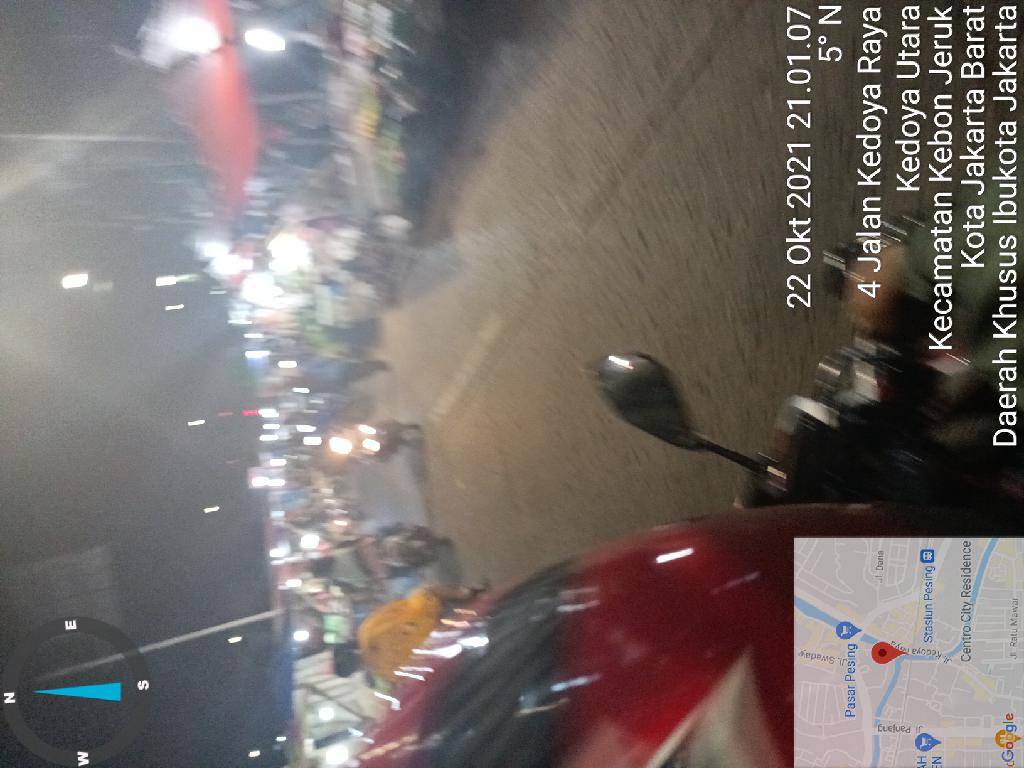 N
W
E
S
22 Okt 2021 21.01.07
5° N
4 Jalan Kedoya Raya
Kedoya Utara
Kecamatan Kebon Jeruk
Kota Jakarta Barat
Daerah Khusus Ibukota Jakarta
Jl. Swadaya
Pasar Pesing
Jl. Dana
Jl. Panjang
AH
EN
Jl. Kedoya Raya
Stasiun Pesing
Centro City Residence
Google
Jl. Ratu Mawar